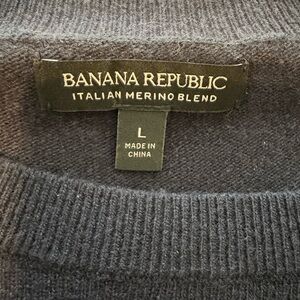 BANANA REPUBLIC
ITALIAN MERINO BLEND
L
MADE IN
CHINA